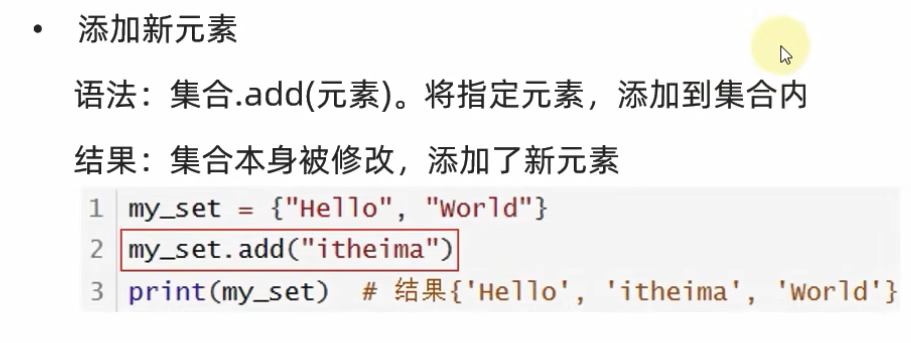 • 添加新元素
语法：集合.add(元素)。将指定元素，添加到集合内
结果：集合本身被修改，添加了新元素
1 my_set = {"Hello", "World"}
2 my_set.add("itheima")
3 print(my_set)  # 结果{'Hello', 'itheima', 'World'}